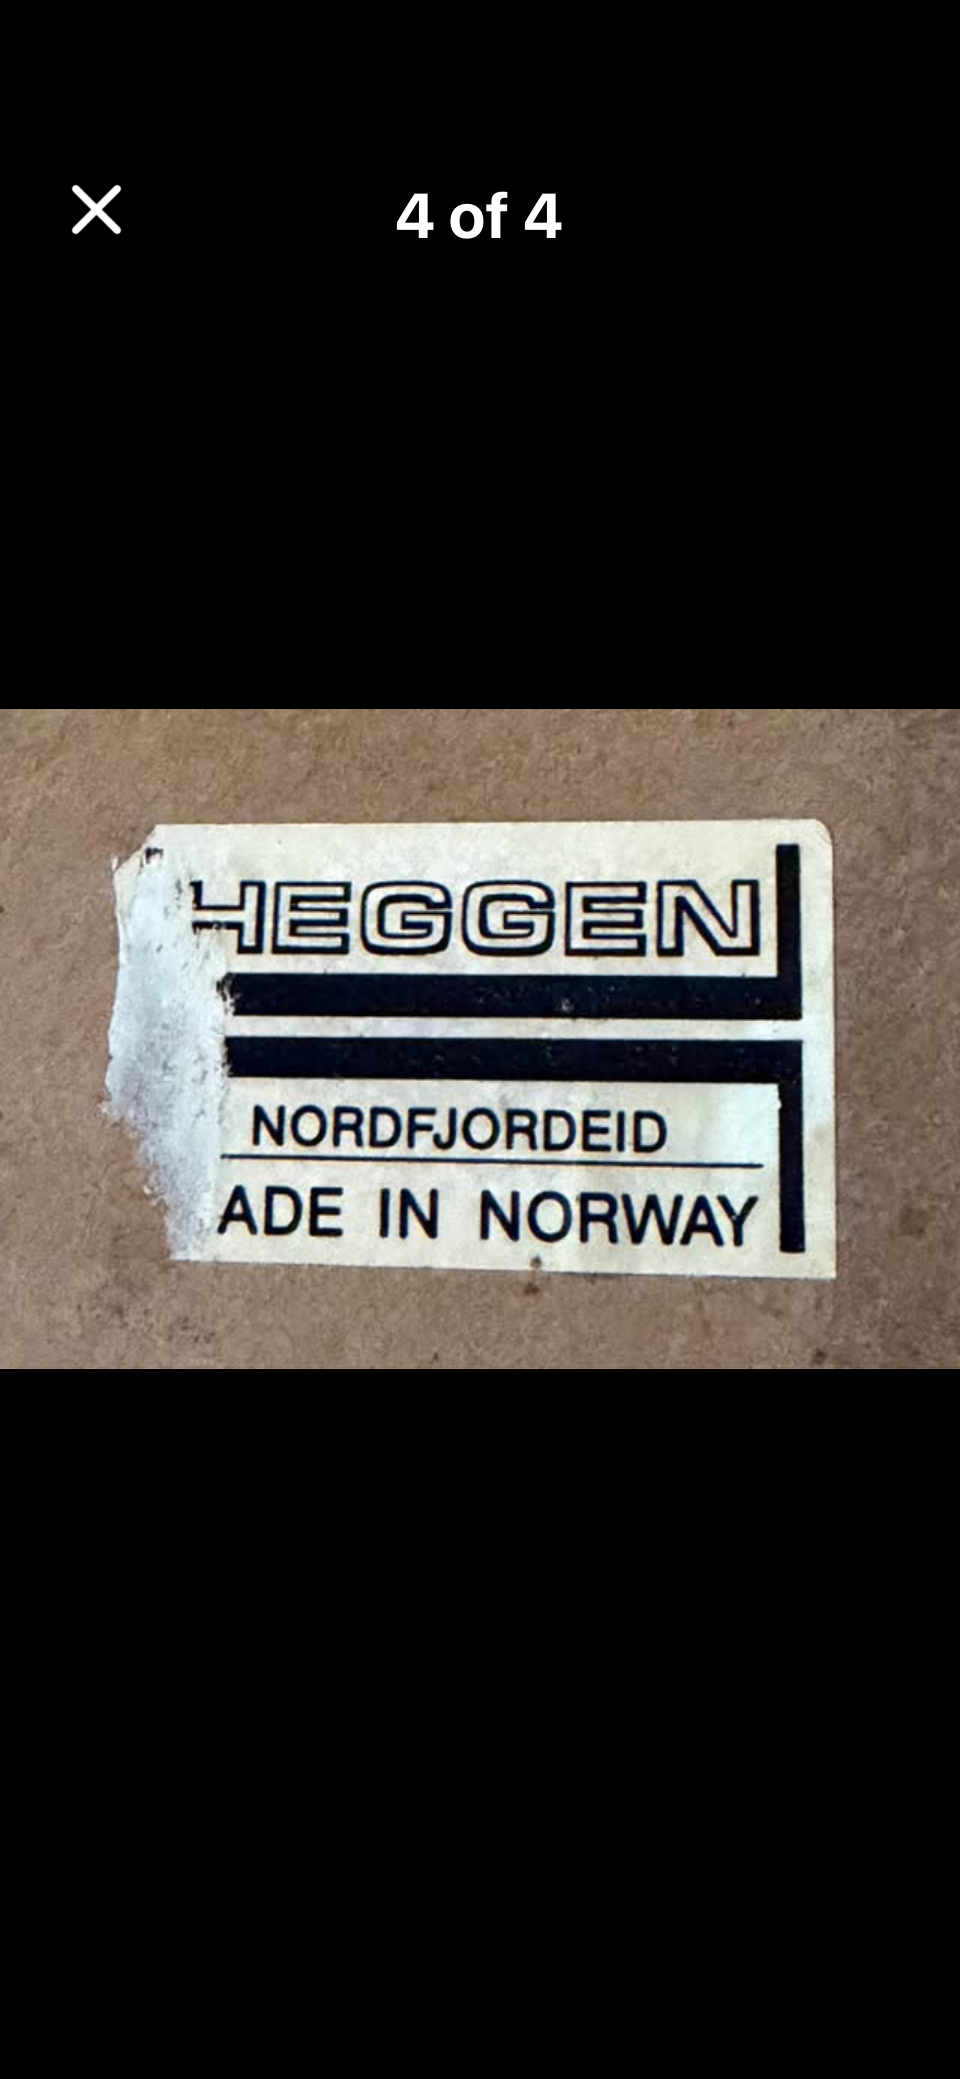 4 of 4
HEGGEN
NORDFJORDEID
ADE IN NORWAY